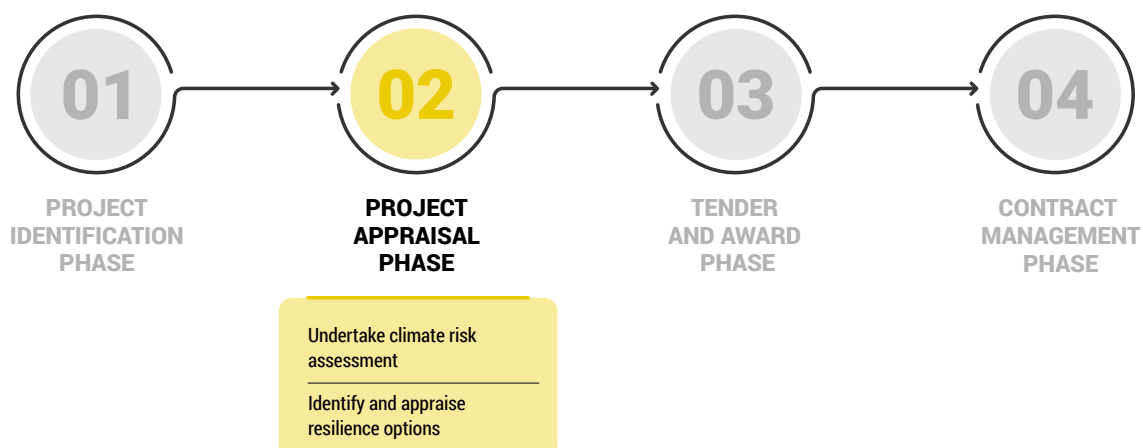 01
02
03
04
PROJECT
IDENTIFICATION
PHASE
PROJECT
APPRAISAL
PHASE
TENDER
AND AWARD
PHASE
CONTRACT
MANAGEMENT
PHASE
Undertake climate risk
assessment
Identify and appraise
resilience options